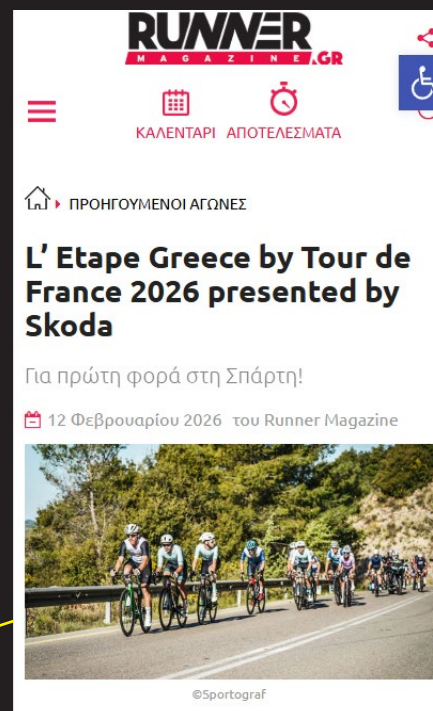 RUNNER
MAGAZINE.GR
ΚΑΛΕΝΤΑΡΙ ΑΠΟΤΕΛΕΣΜΑΤΑ
ΠΡΟΗΓΟΥΜΕΝΟΙ ΑΓΩΝΕΣ
L’ Etape Greece by Tour de
France 2026 presented by
Skoda
Για πρώτη φορά στη Σπάρτη!
12 Φεβρουαρίου 2026 του Runner Magazine
©Sportograf